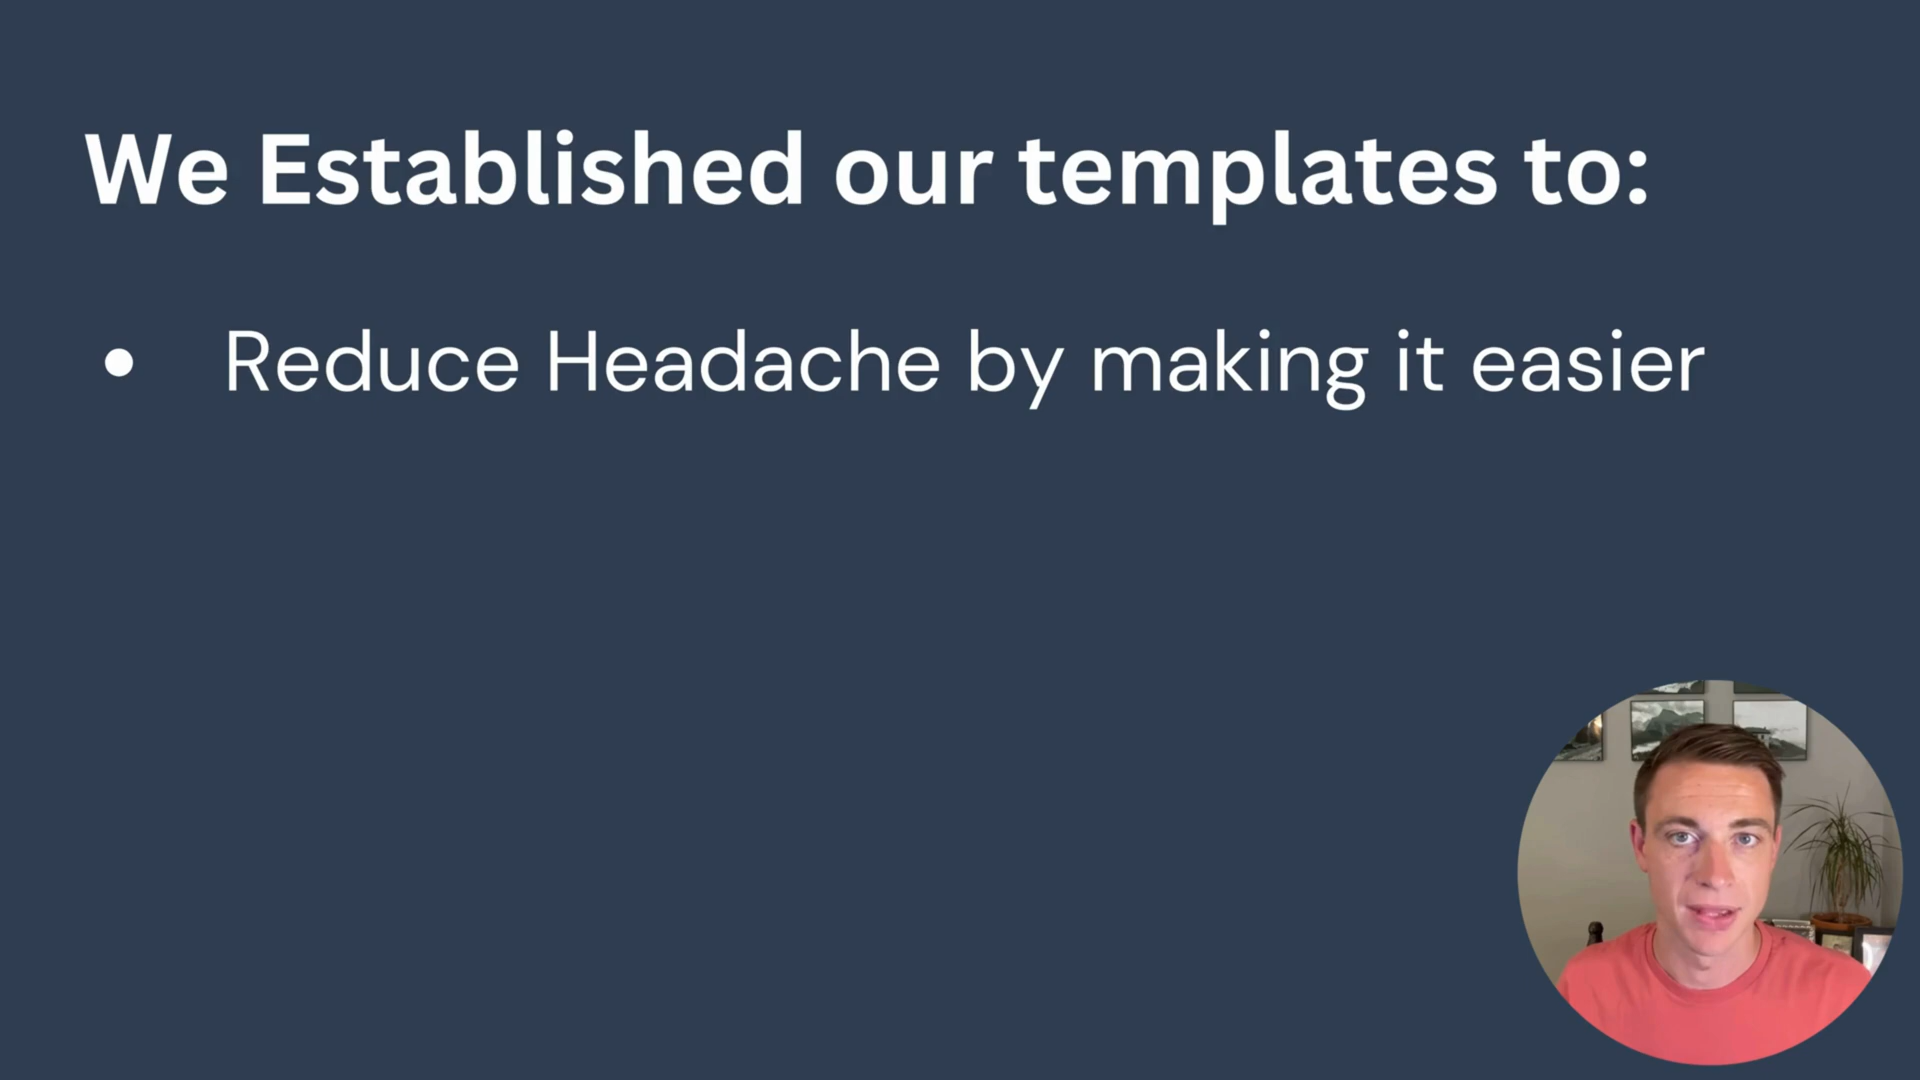 We Established our templates to:
• Reduce Headache by making it easier